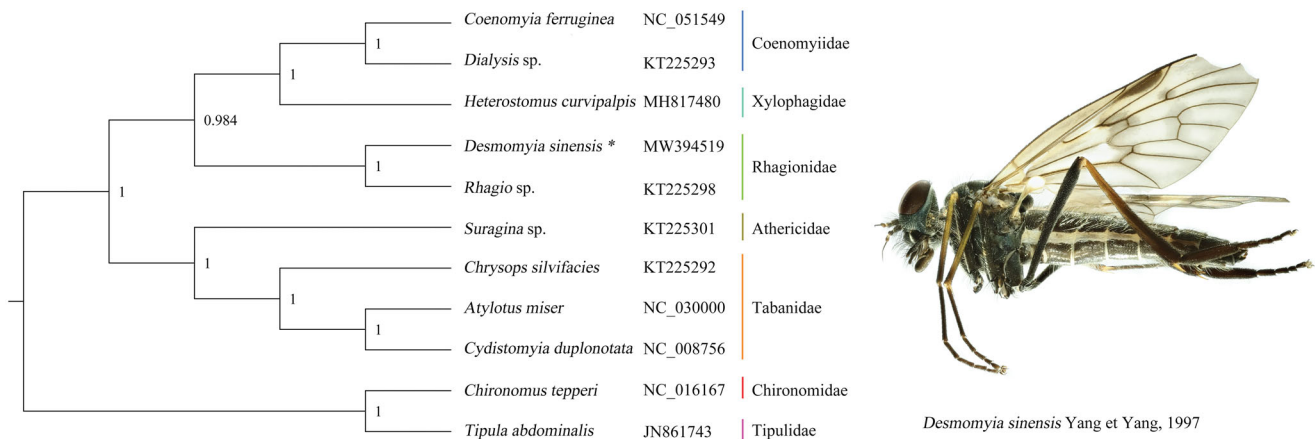 Coenomyia ferruginea NC_051549
Coenomyiidae
Dialysis sp. KT225293
Heterostomus curvipalpis MH817480 Xylophagidae
Desmomyia sinensis * MW394519
Rhagionidae
Rhagio sp. KT225298
Suragina sp. KT225301 Athericidae
Chrysops silvifacies KT225292
Atylotus miser NC_030000 Tabanidae
Cydistomyia duplonotata NC_008756
Chironomus tepperi NC_016167 Chironomidae
Tipula abdominalis JN861743 Tipulidae
1
1
0.984
1
1
1
1
1
1
Desmomyia sinensis Yang et Yang, 1997